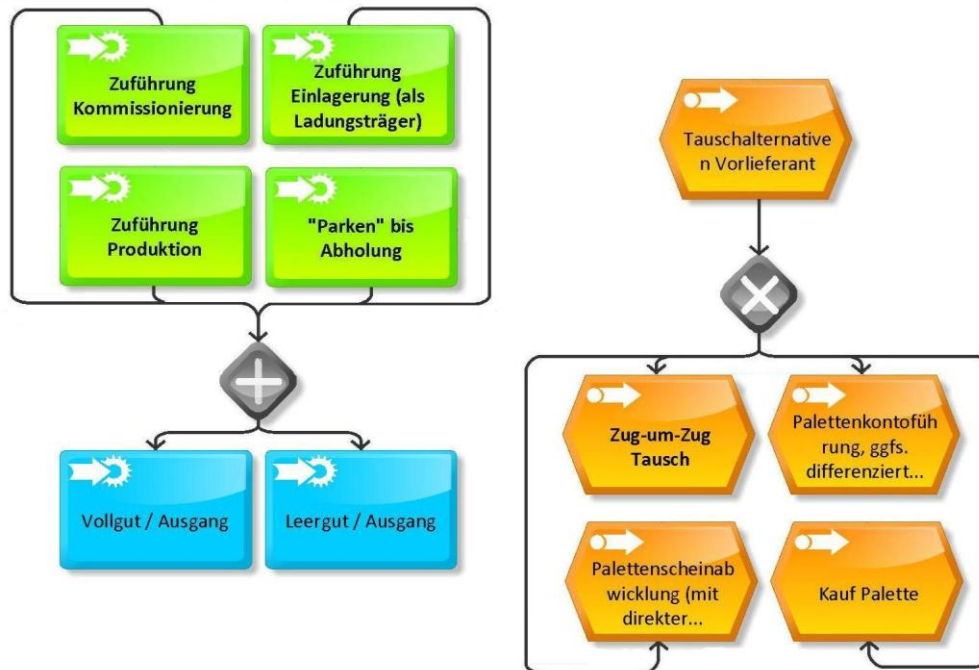 Zuführung
Kommissionierung
Zuführung
Einlagerung (als
Ladungsträger)
Zuführung
Produktion
"Parken" bis
Abholung
Vollgut / Ausgang
Leergut / Ausgang
Tauschalternative
n Vorlieferant
Zug-um-Zug
Tausch
Palettenkontofüh
rung, ggfs.
differenziert...
Palettenscheinab
wicklung (mit
direkter...
Kauf Palette